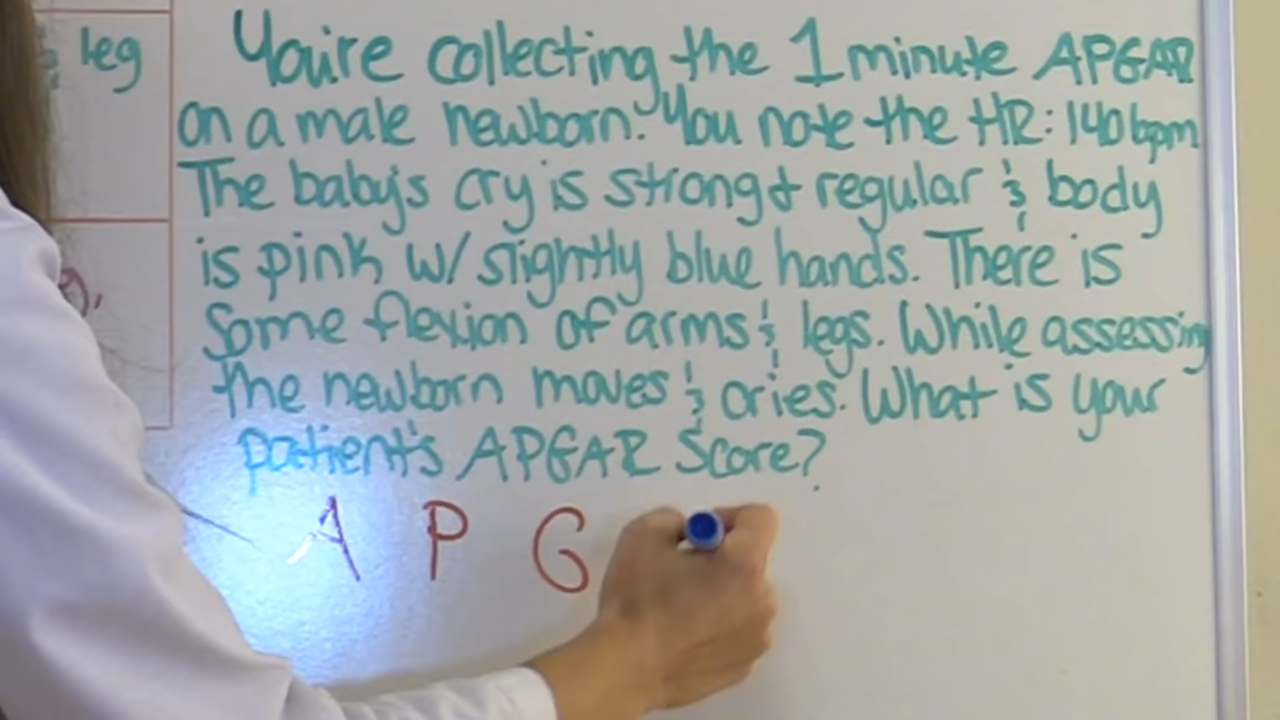 leg
You're collecting the 1 minute APGAR
on a male newborn. You note the HR: 140 bpm
The baby's cry is strong & regular & body
is pink w/ slightly blue hands. There is
Some flexion of arms & legs. While assessing
the newborn moves & cries. What is your
patient's APGAR Score?
A P G